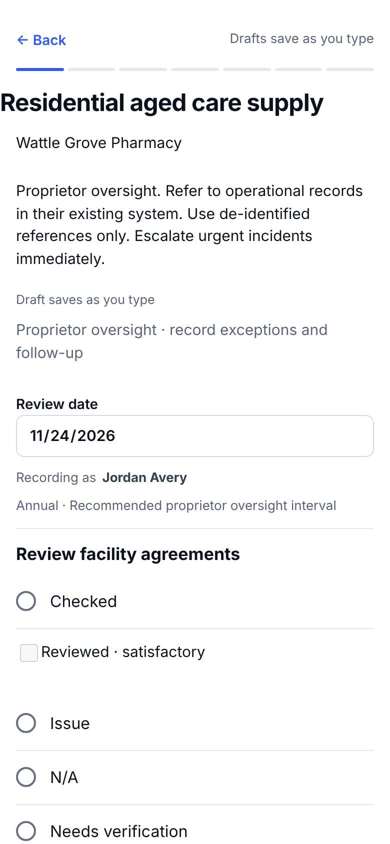 ← Back
Drafts save as you type
Residential aged care supply
Wattle Grove Pharmacy
Proprietor oversight. Refer to operational records
in their existing system. Use de-identified
references only. Escalate urgent incidents
immediately.
Draft saves as you type
Proprietor oversight · record exceptions and
follow-up
Review date
11/24/2026
Recording as Jordan Avery
Annual · Recommended proprietor oversight interval
Review facility agreements
Checked
Reviewed · satisfactory
Issue
N/A
Needs verification